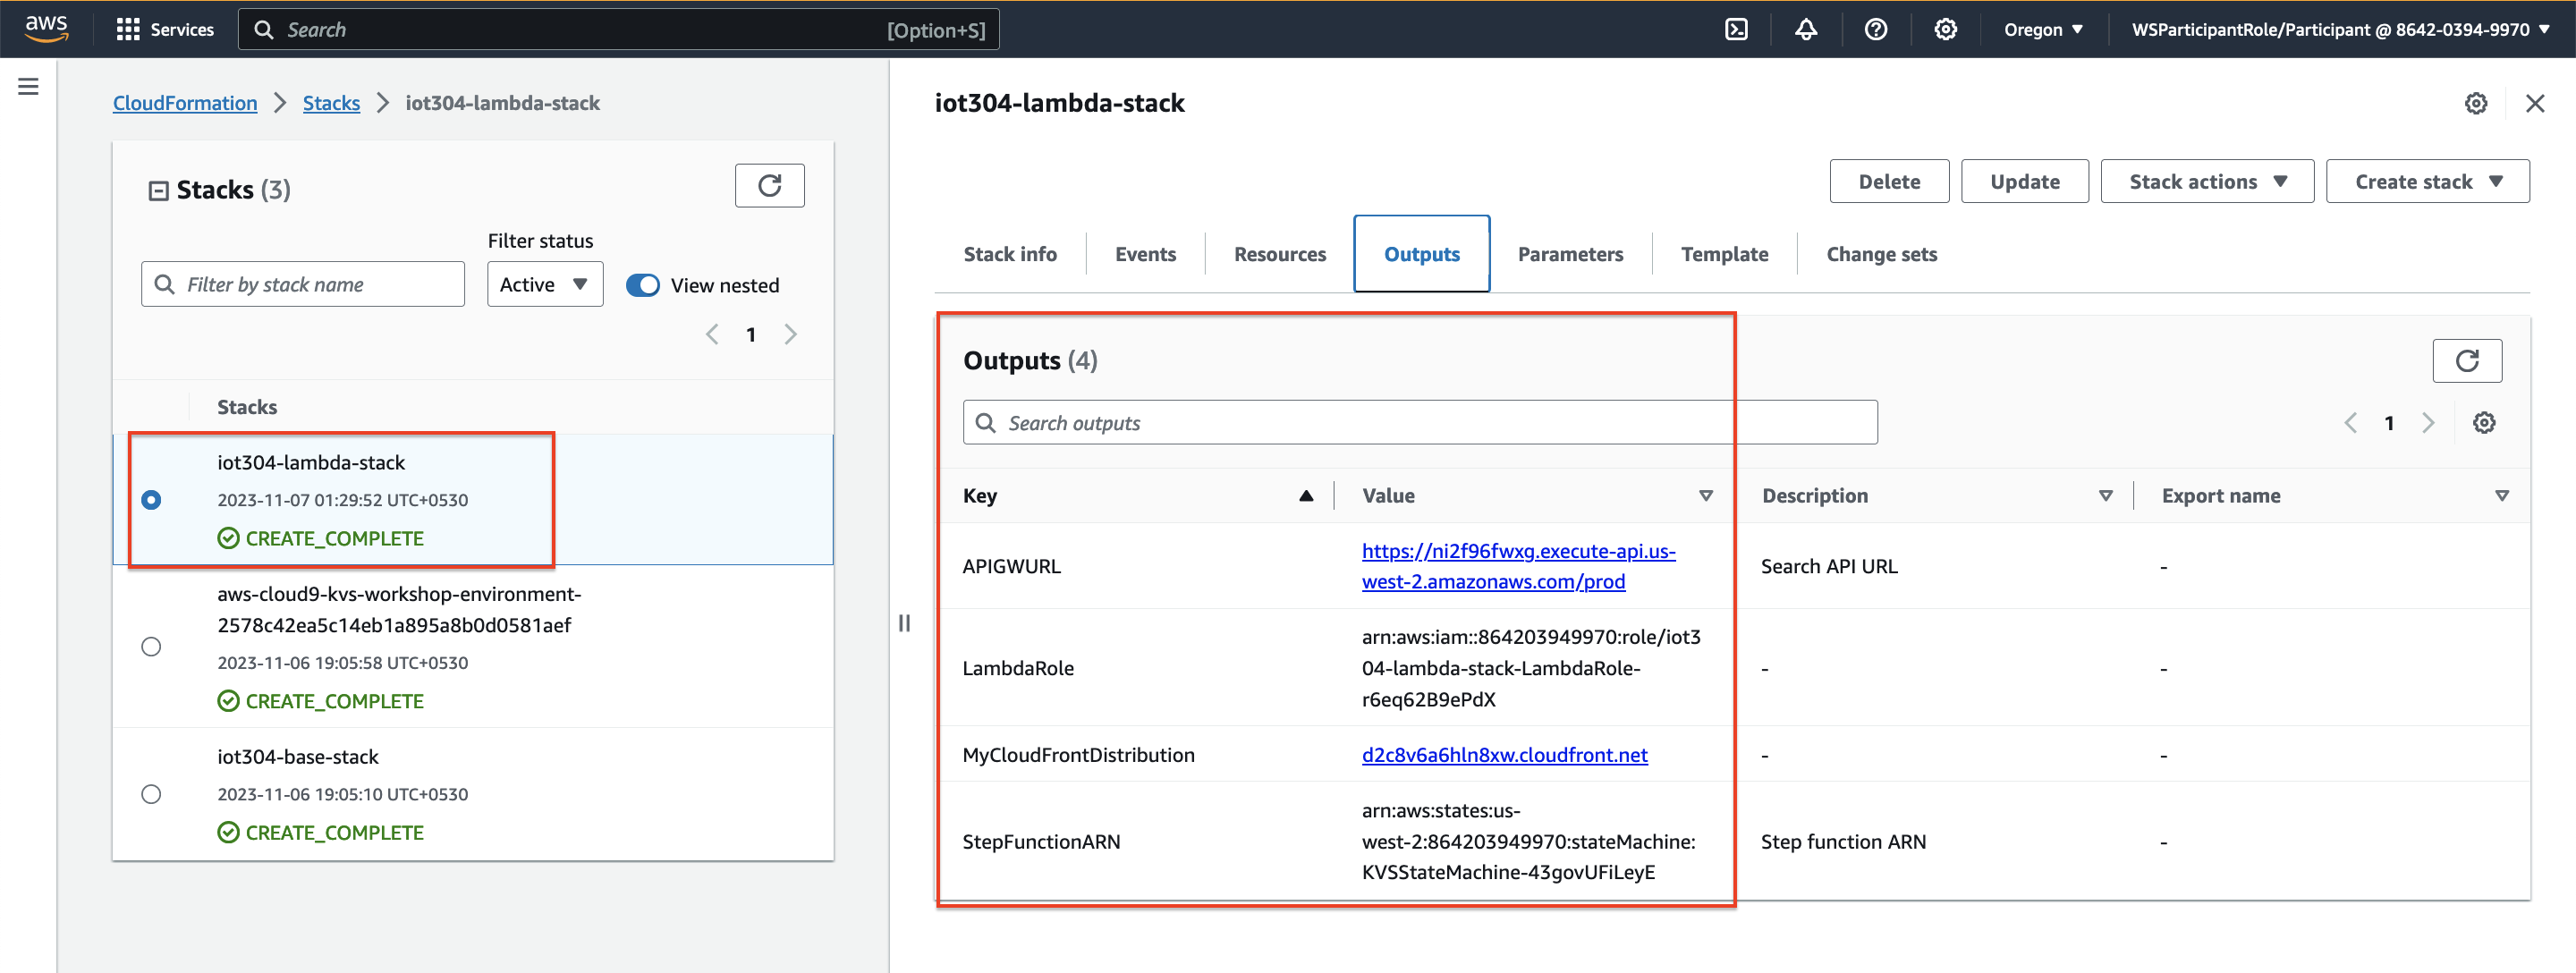 aws
Services
Search
[Option+S]
Oregon
WSParticipantRole/Participant @ 8642-0394-9970
CloudFormation
Stacks
iot304-lambda-stack
Stacks (3)
Filter status
Filter by stack name
Active
View nested
1
Stacks
iot304-lambda-stack
2023-11-07 01:29:52 UTC+0530
CREATE_COMPLETE
aws-cloud9-kvs-workshop-environment-
2578c42ea5c14eb1a895a8b0d0581aef
2023-11-06 19:05:58 UTC+0530
CREATE_COMPLETE
iot304-base-stack
2023-11-06 19:05:10 UTC+0530
CREATE_COMPLETE
iot304-lambda-stack
Delete
Update
Stack actions
Create stack
Stack info
Events
Resources
Outputs
Parameters
Template
Change sets
Outputs (4)
Search outputs
1
Key
Value
Description
Export name
APIGWURL
https://ni2f96fwxg.execute-api.us-
west-2.amazonaws.com/prod
Search API URL
-
LambdaRole
arn:aws:iam::864203949970:role/iot3
04-lambda-stack-LambdaRole-
r6eq62B9ePdX
-
-
MyCloudFrontDistribution
d2c8v6a6hln8xw.cloudfront.net
-
-
StepFunctionARN
arn:aws:states:us-
west-2:864203949970:stateMachine:
KVSStateMachine-43govUFiLeyE
Step function ARN
-